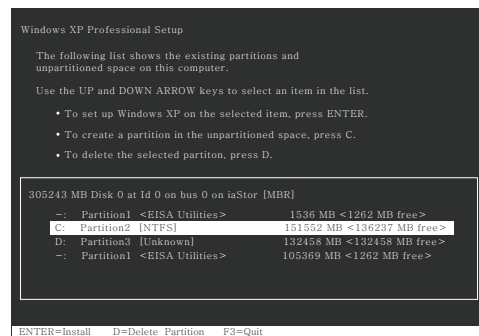 Windows XP Professional Setup
The following list shows the existing partitions and
unpartitioned space on this computer.
Use the UP and DOWN ARROW keys to select an item in the list.
• To set up Windows XP on the selected item, press ENTER.
• To create a partition in the unpartitioned space, press C.
• To delete the selected partiton, press D.
305243 MB Disk 0 at Id 0 on bus 0 on iaStor [MBR]
-: Partition1 <EISA Utilities> 1536 MB <1262 MB free>
C: Partition2 [NTFS] 151552 MB <136237 MB free>
D: Partition3 [Unknown] 132458 MB <132458 MB free>
-: Partition1 <EISA Utilities> 105369 MB <1262 MB free>
ENTER=Install D=Delete Partition F3=Quit